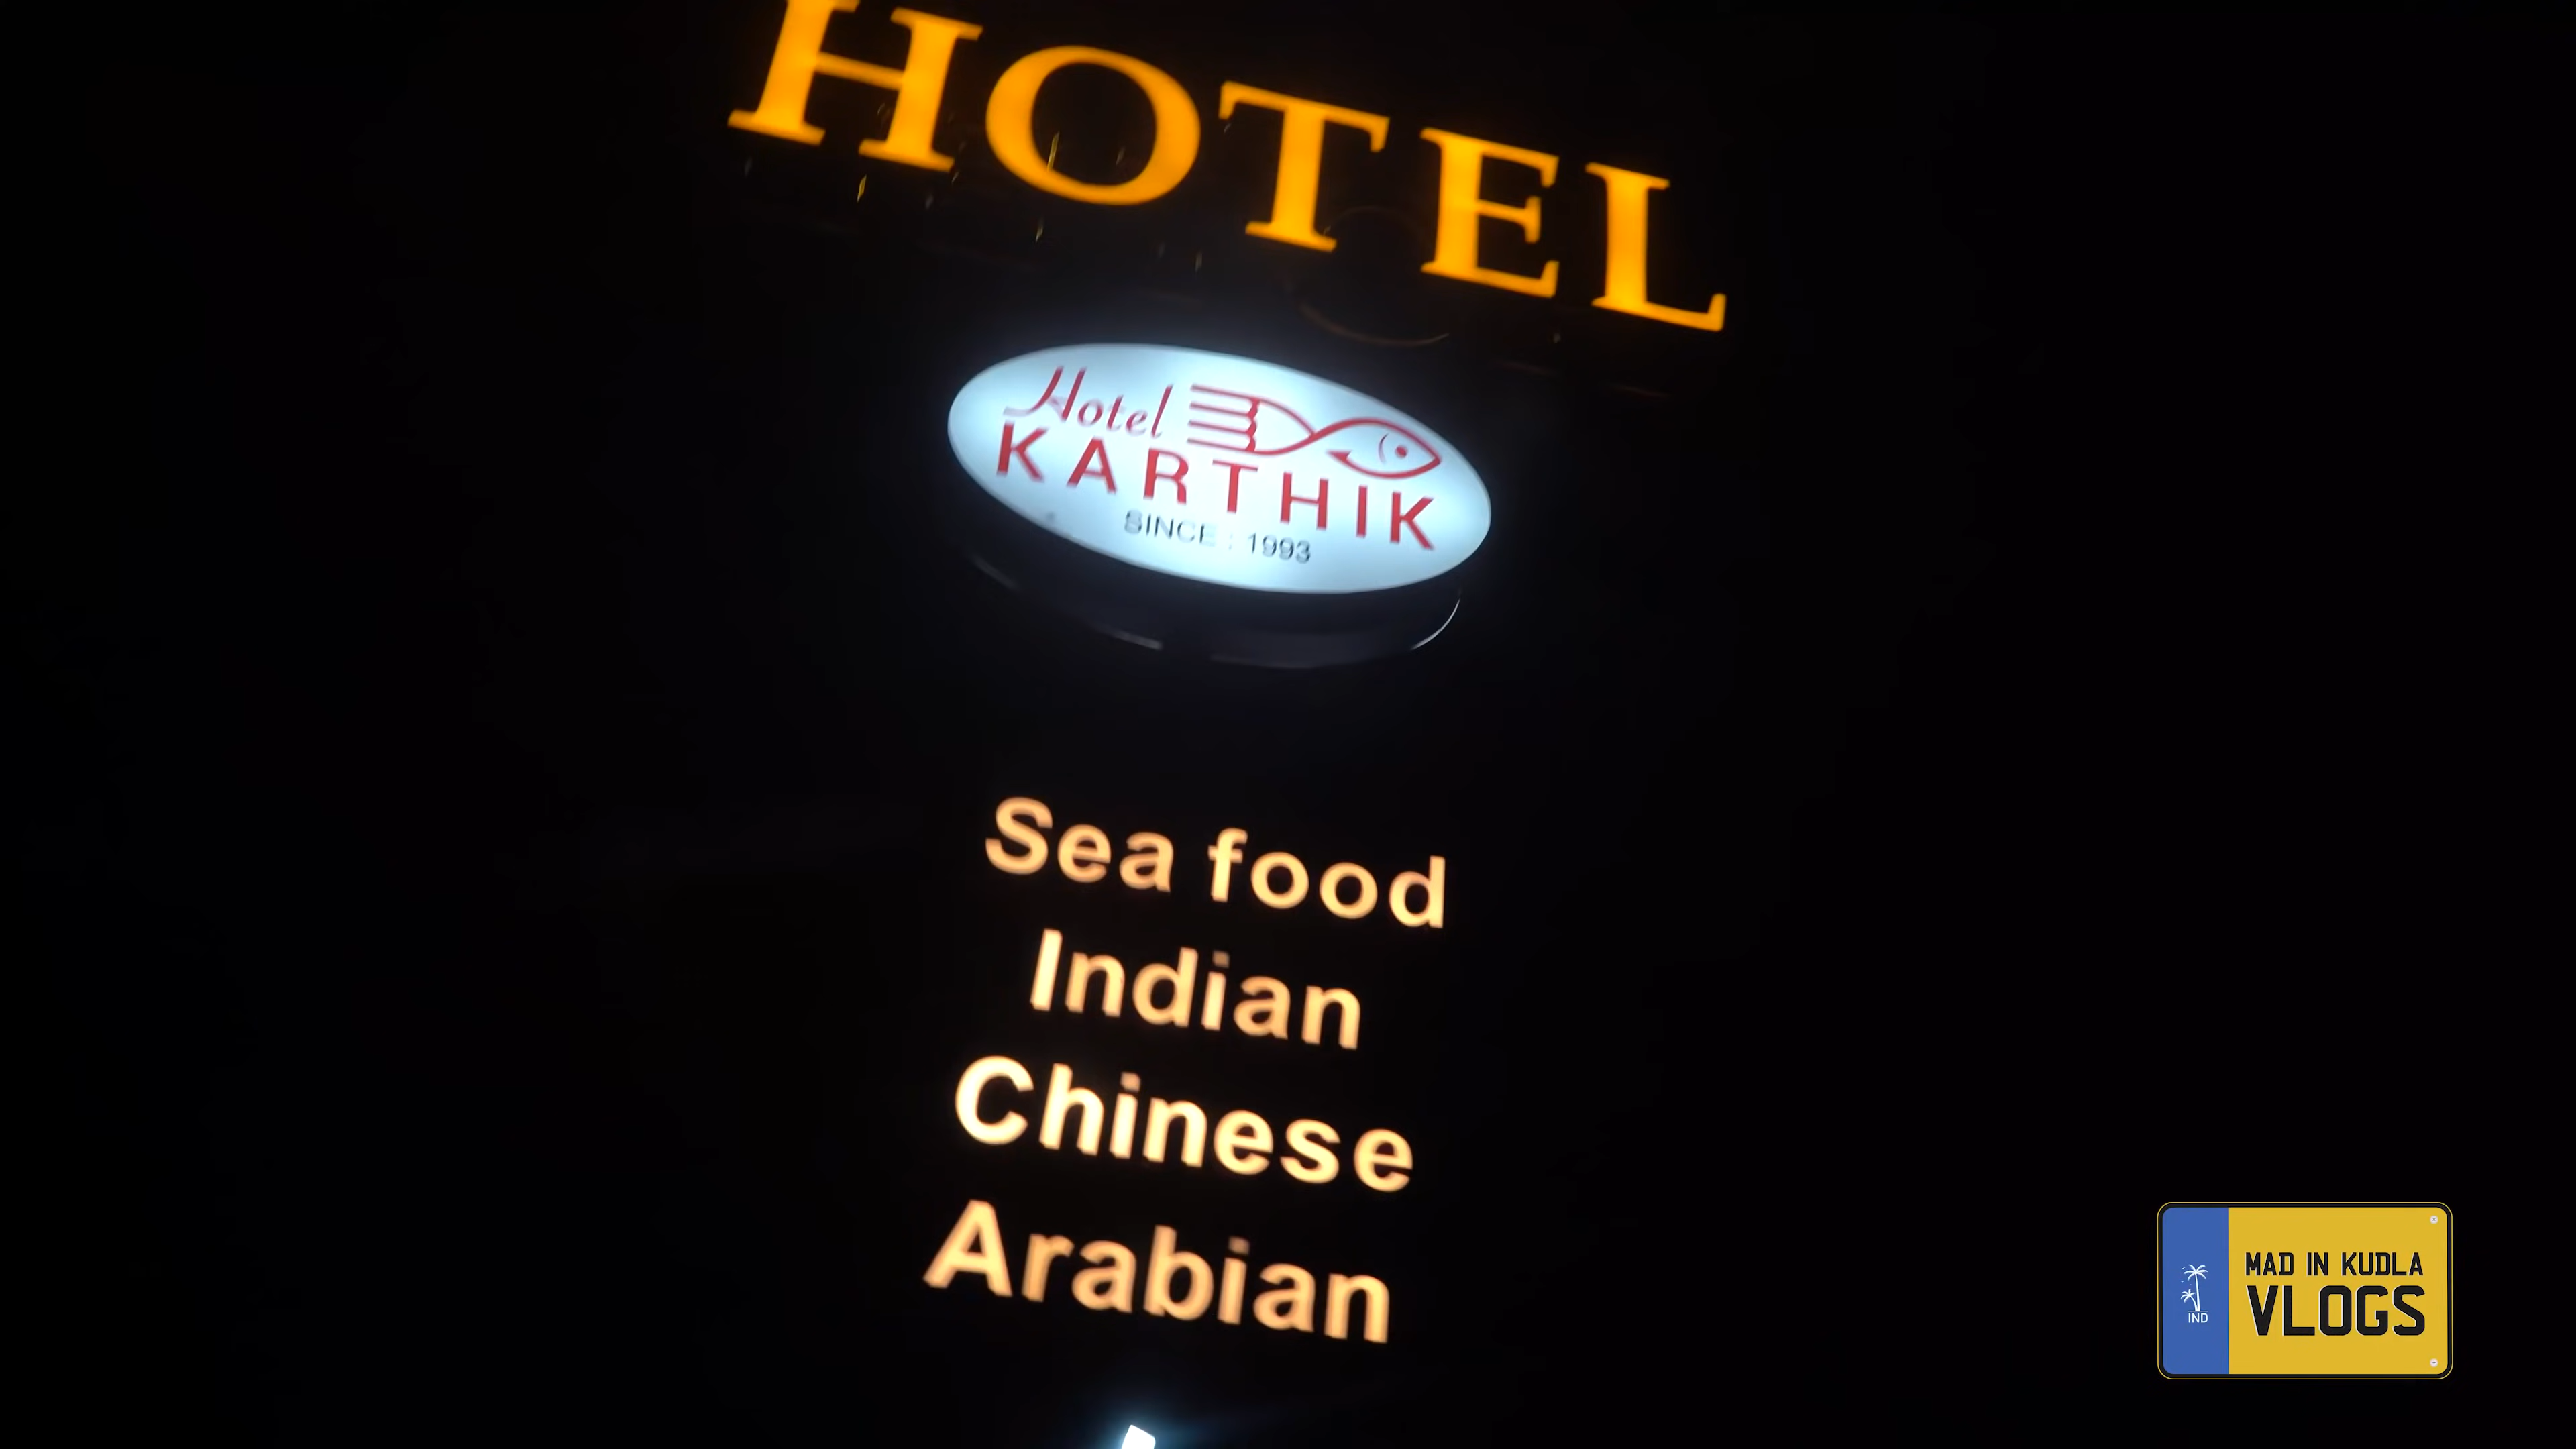 HOTEL
Hotel
KARTHIK
SINCE : 1993
Sea food
Indian
Chinese
Arabian
MAD IN KUDLA
VLOGS
IND